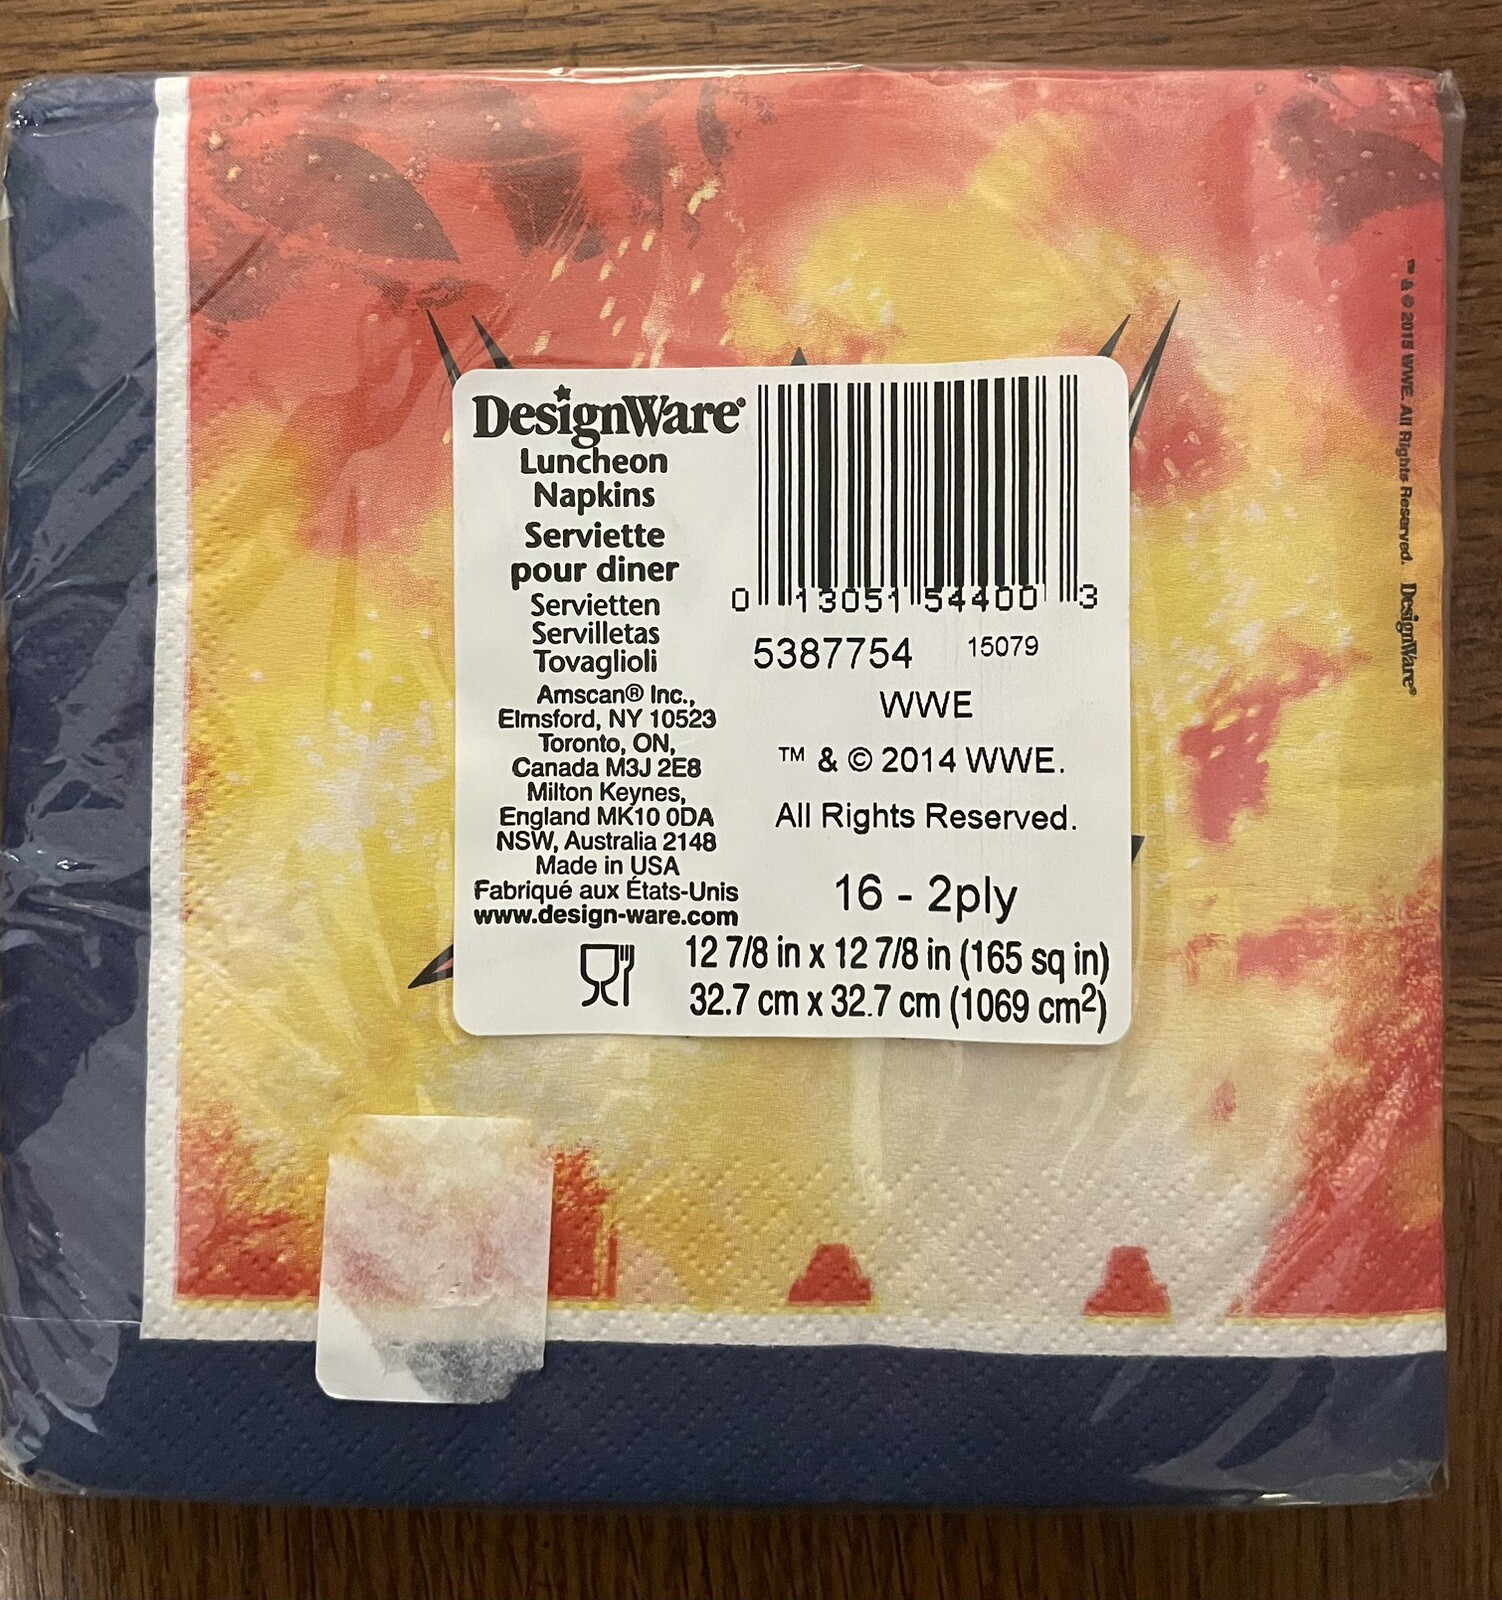 DesignWare®
Luncheon
Napkins
Serviette
pour diner
Servietten
Servilletas
Tovaglioli
Amscan® Inc.,
Elmsford, NY 10523
Toronto, ON,
Canada M3J 2E8
Milton Keynes,
England MK10 0DA
NSW, Australia 2148
Made in USA
Fabriqué aux États-Unis
www.design-ware.com
0 13051 54400 3
5387754 15079
WWE
™ & © 2014 WWE.
All Rights Reserved.
16 - 2ply
12 7/8 in x 12 7/8 in (165 sq in)
32.7 cm x 32.7 cm (1069 cm²)
™ & © 2015 WWE. All Rights Reserved. DesignWare®